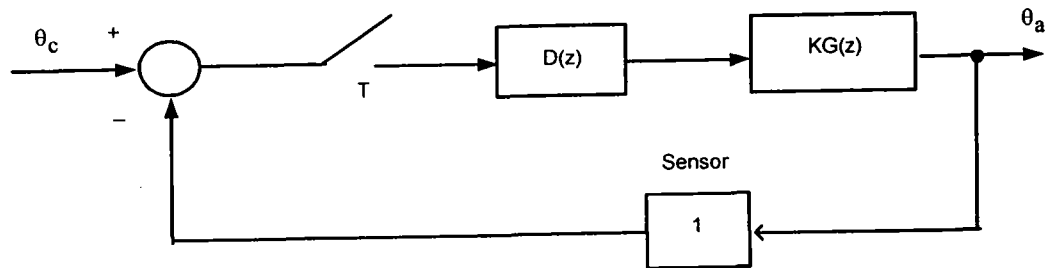 θc
+
−
T
D(z)
KG(z)
θa
Sensor
1